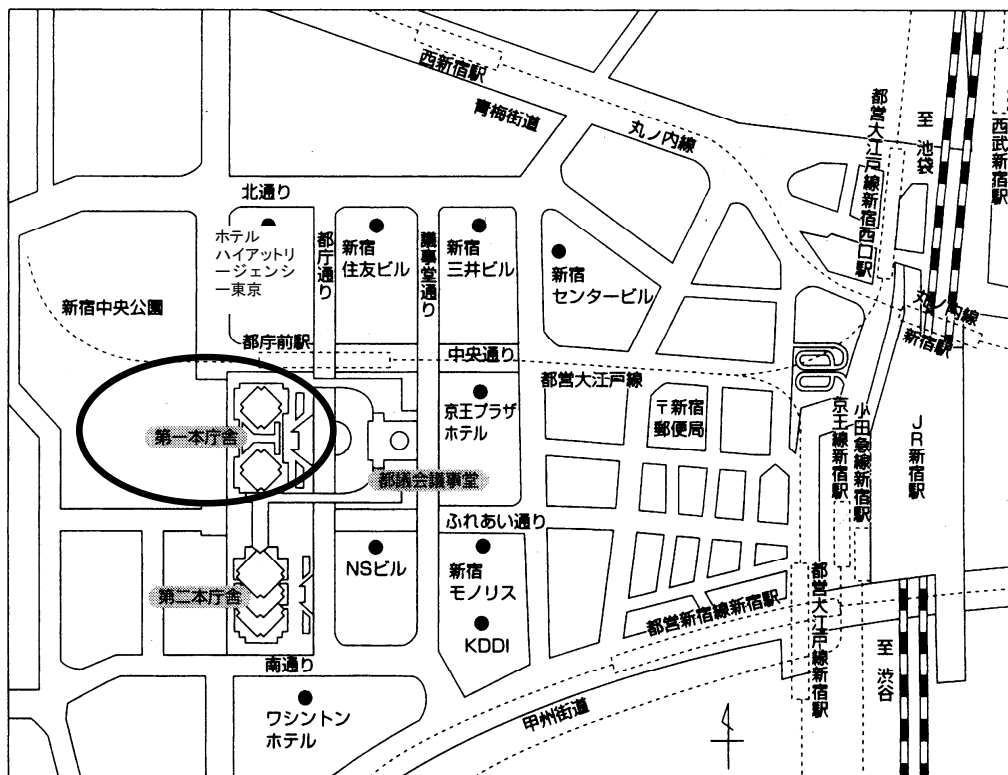 西新宿駅
青梅街道
丸ノ内線
都営大江戸線新宿西口駅
至 池袋
西武新宿駅
北通り
ホテル
ハイアットリ
ージェンシ
ー東京
都庁通り
新宿
住友ビル
議事堂通り
新宿
三井ビル
新宿
センタービル
新宿中央公園
丸ノ内線
新宿駅
都庁前駅
中央通り
都営大江戸線
京王プラザ
ホテル
〒新宿
郵便局
京王線新宿駅
小田急線新宿駅
JR新宿駅
第一本庁舎
都議会議事堂
ふれあい通り
NSビル
新宿
モノリス
KDDI
第二本庁舎
都営新宿線新宿駅
都営大江戸線新宿駅
至 渋谷
南通り
ワシントン
ホテル
甲州街道